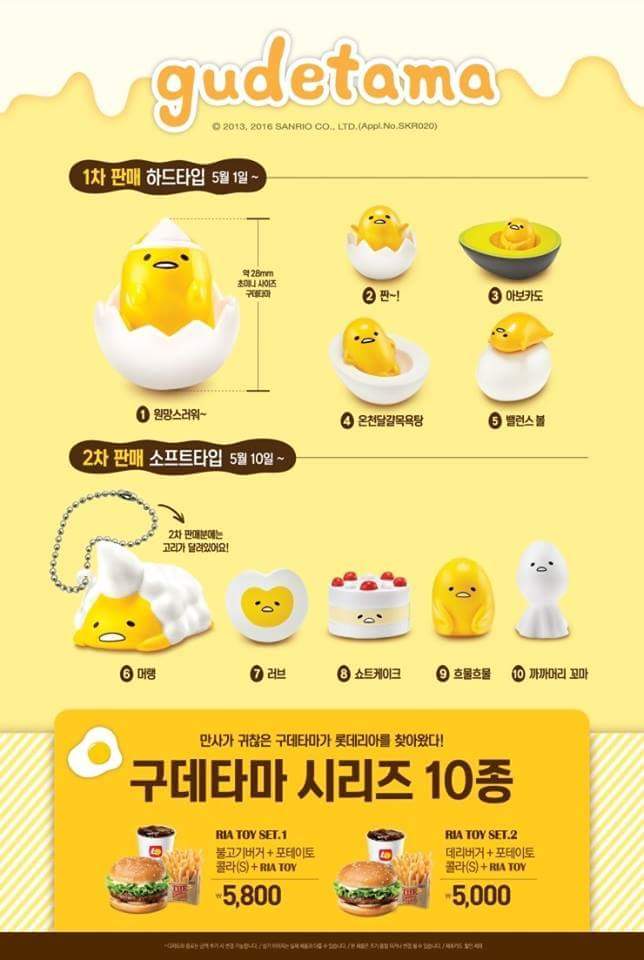 gudetama
© 2013, 2016 SANRIO CO., LTD.(Appl.No.SKR020)
1차 판매 하드타입 5월 1일 ~
약 28mm
초미니 사이즈
구데타마
1 원망스러워~
2 짠~!
3 아보카도
4 온천달걀목욕탕
5 밸런스 볼
2차 판매 소프트타입 5월 10일 ~
2차 판매분에는
고리가 달려있어요!
6 머랭
7 러브
8 쇼트케이크
9 흐물흐물
10 까까머리 꼬마
만사가 귀찮은 구데타마가 롯데리아를 찾아왔다!
구데타마 시리즈 10종
RIA TOY SET.1
불고기버거 + 포테이토
콜라(S) + RIA TOY
₩5,800
RIA TOY SET.2
데리버거 + 포테이토
콜라(S) + RIA TOY
₩5,000